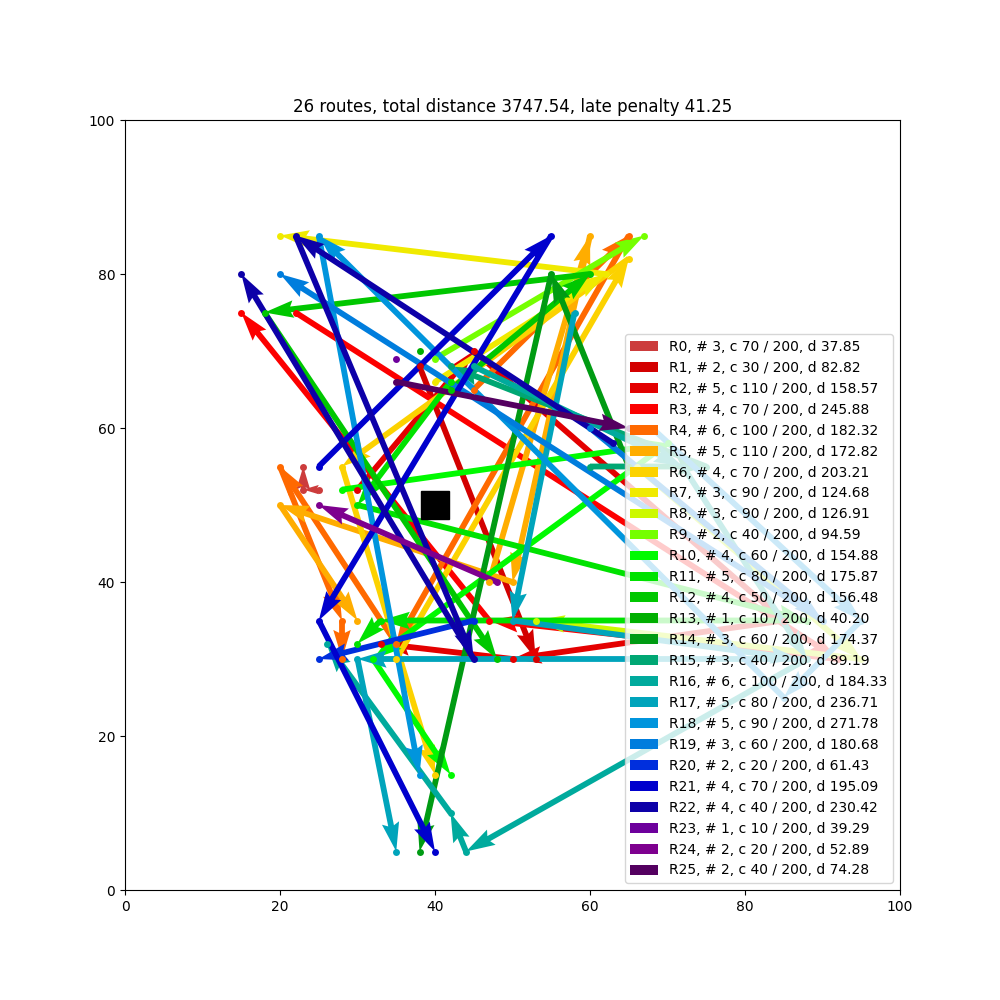 26 routes, total distance 3747.54, late penalty 41.25
100
80
60
40
20
0
0 20 40 60 80 100
R0, # 3, c 70 / 200, d 37.85
R1, # 2, c 30 / 200, d 82.82
R2, # 5, c 110 / 200, d 158.57
R3, # 4, c 70 / 200, d 245.88
R4, # 6, c 100 / 200, d 182.32
R5, # 5, c 110 / 200, d 172.82
R6, # 4, c 70 / 200, d 203.21
R7, # 3, c 90 / 200, d 124.68
R8, # 3, c 90 / 200, d 126.91
R9, # 2, c 40 / 200, d 94.59
R10, # 4, c 60 / 200, d 154.88
R11, # 5, c 80 / 200, d 175.87
R12, # 4, c 50 / 200, d 156.48
R13, # 1, c 10 / 200, d 40.20
R14, # 3, c 60 / 200, d 174.37
R15, # 3, c 40 / 200, d 89.19
R16, # 6, c 100 / 200, d 184.33
R17, # 5, c 80 / 200, d 236.71
R18, # 5, c 90 / 200, d 271.78
R19, # 3, c 60 / 200, d 180.68
R20, # 2, c 20 / 200, d 61.43
R21, # 4, c 70 / 200, d 195.09
R22, # 4, c 40 / 200, d 230.42
R23, # 1, c 10 / 200, d 39.29
R24, # 2, c 20 / 200, d 52.89
R25, # 2, c 40 / 200, d 74.28